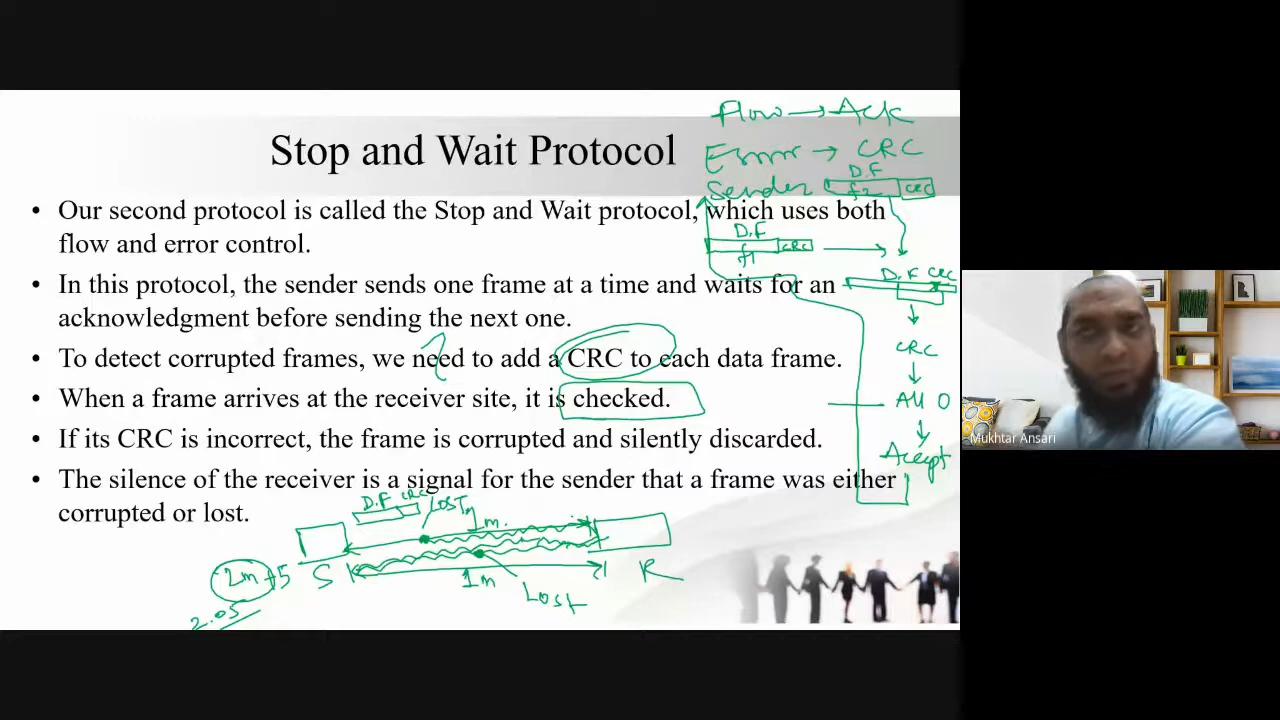 Flow → Ack
Stop and Wait Protocol
Error → CRC
D.F
Sender f2 CRC
• Our second protocol is called the Stop and Wait protocol, which uses both
flow and error control.
D.F
f1 CRC
• In this protocol, the sender sends one frame at a time and waits for an
acknowledgment before sending the next one.
D.F CRC
• To detect corrupted frames, we need to add a CRC to each data frame.
CRC
• When a frame arrives at the receiver site, it is checked.
All 0
• If its CRC is incorrect, the frame is corrupted and silently discarded.
Accept
• The silence of the receiver is a signal for the sender that a frame was either
corrupted or lost.
D.F CRC
LOST
1m.
S
1m
R
2m +5
Lost
2.05
Mukhtar Ansari